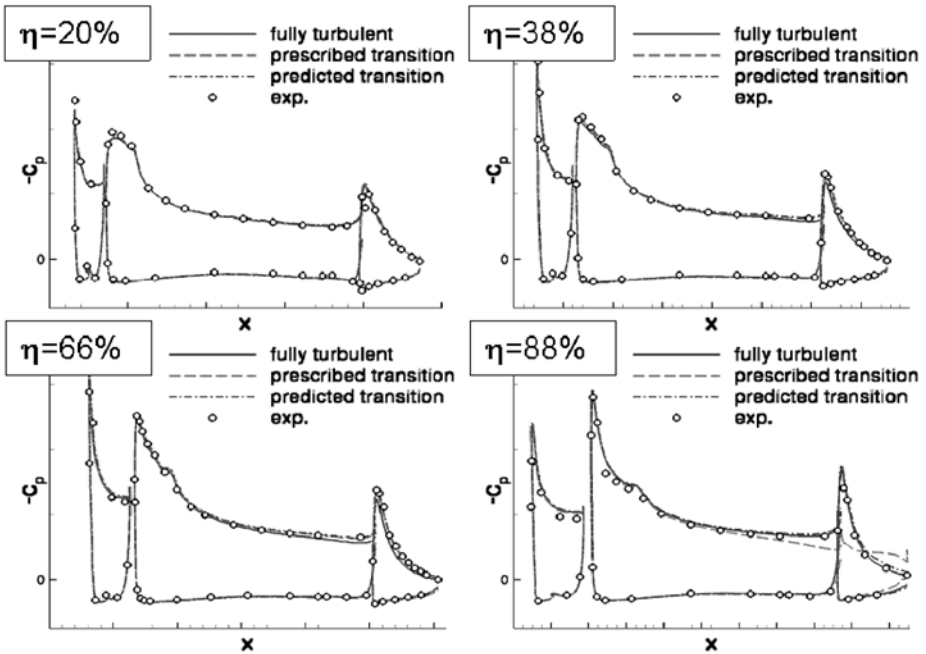 η=20%
fully turbulent
prescribed transition
predicted transition
exp.
-Cp
0
x
η=38%
fully turbulent
prescribed transition
predicted transition
exp.
-Cp
0
x
η=66%
fully turbulent
prescribed transition
predicted transition
exp.
-Cp
0
x
η=88%
fully turbulent
prescribed transition
predicted transition
exp.
-Cp
0
x